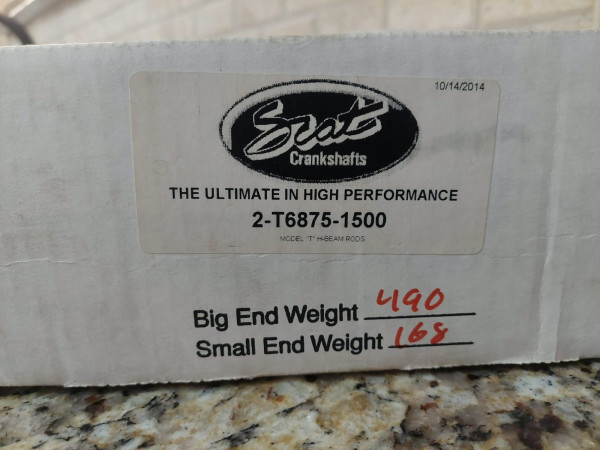 10/14/2014
Scat
Crankshafts
THE ULTIMATE IN HIGH PERFORMANCE
2-T6875-1500
MODEL "T" H-BEAM RODS
Big End Weight 490
Small End Weight 168